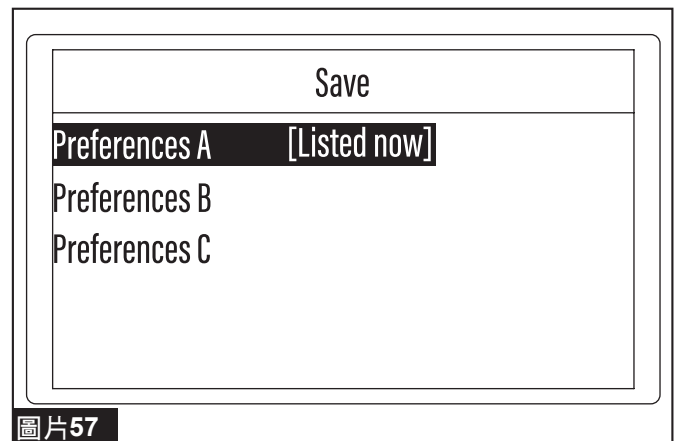 Save
Preferences A [Listed now]
Preferences B
Preferences C
圖片57